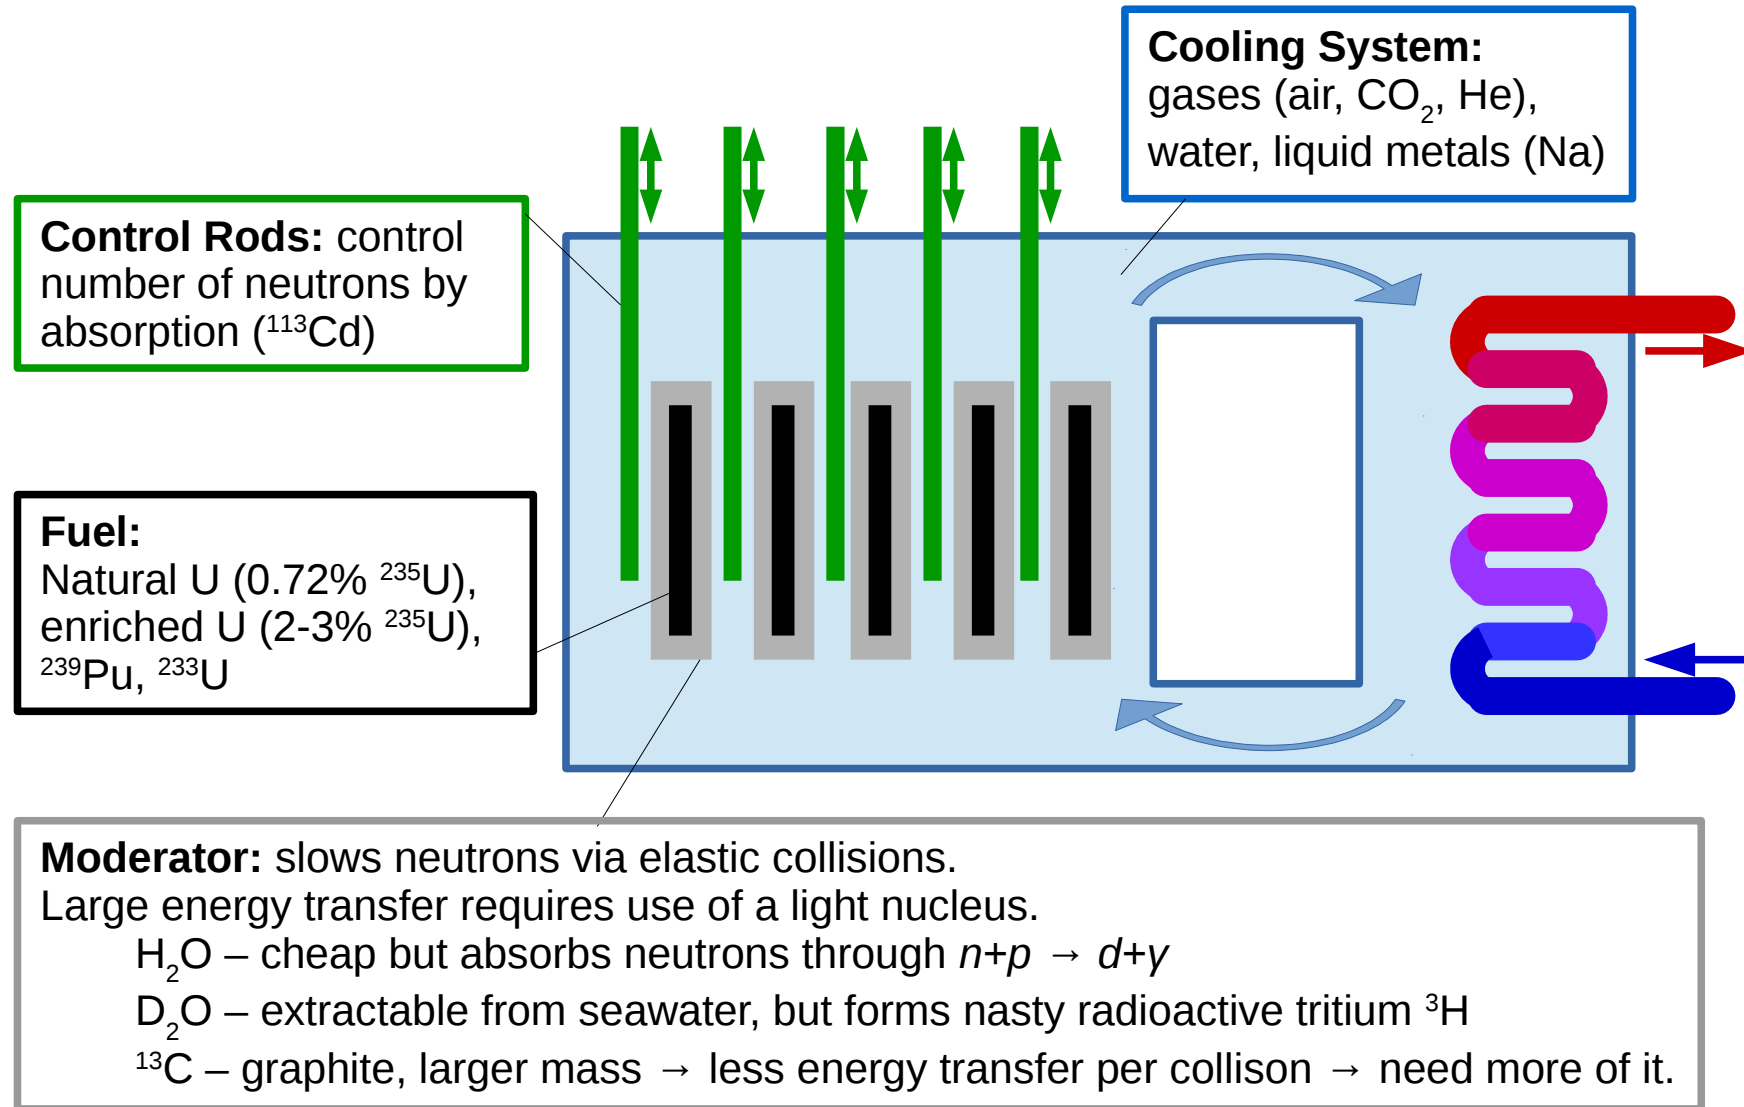 Cooling System:
gases (air, CO₂, He),
water, liquid metals (Na)
Control Rods: control
number of neutrons by
absorption (¹¹³Cd)
Fuel:
Natural U (0.72% ²³⁵U),
enriched U (2-3% ²³⁵U),
²³⁹Pu, ²³³U
Moderator: slows neutrons via elastic collisions.
Large energy transfer requires use of a light nucleus.
H₂O – cheap but absorbs neutrons through n+p → d+γ
D₂O – extractable from seawater, but forms nasty radioactive tritium ³H
¹³C – graphite, larger mass → less energy transfer per collison → need more of it.